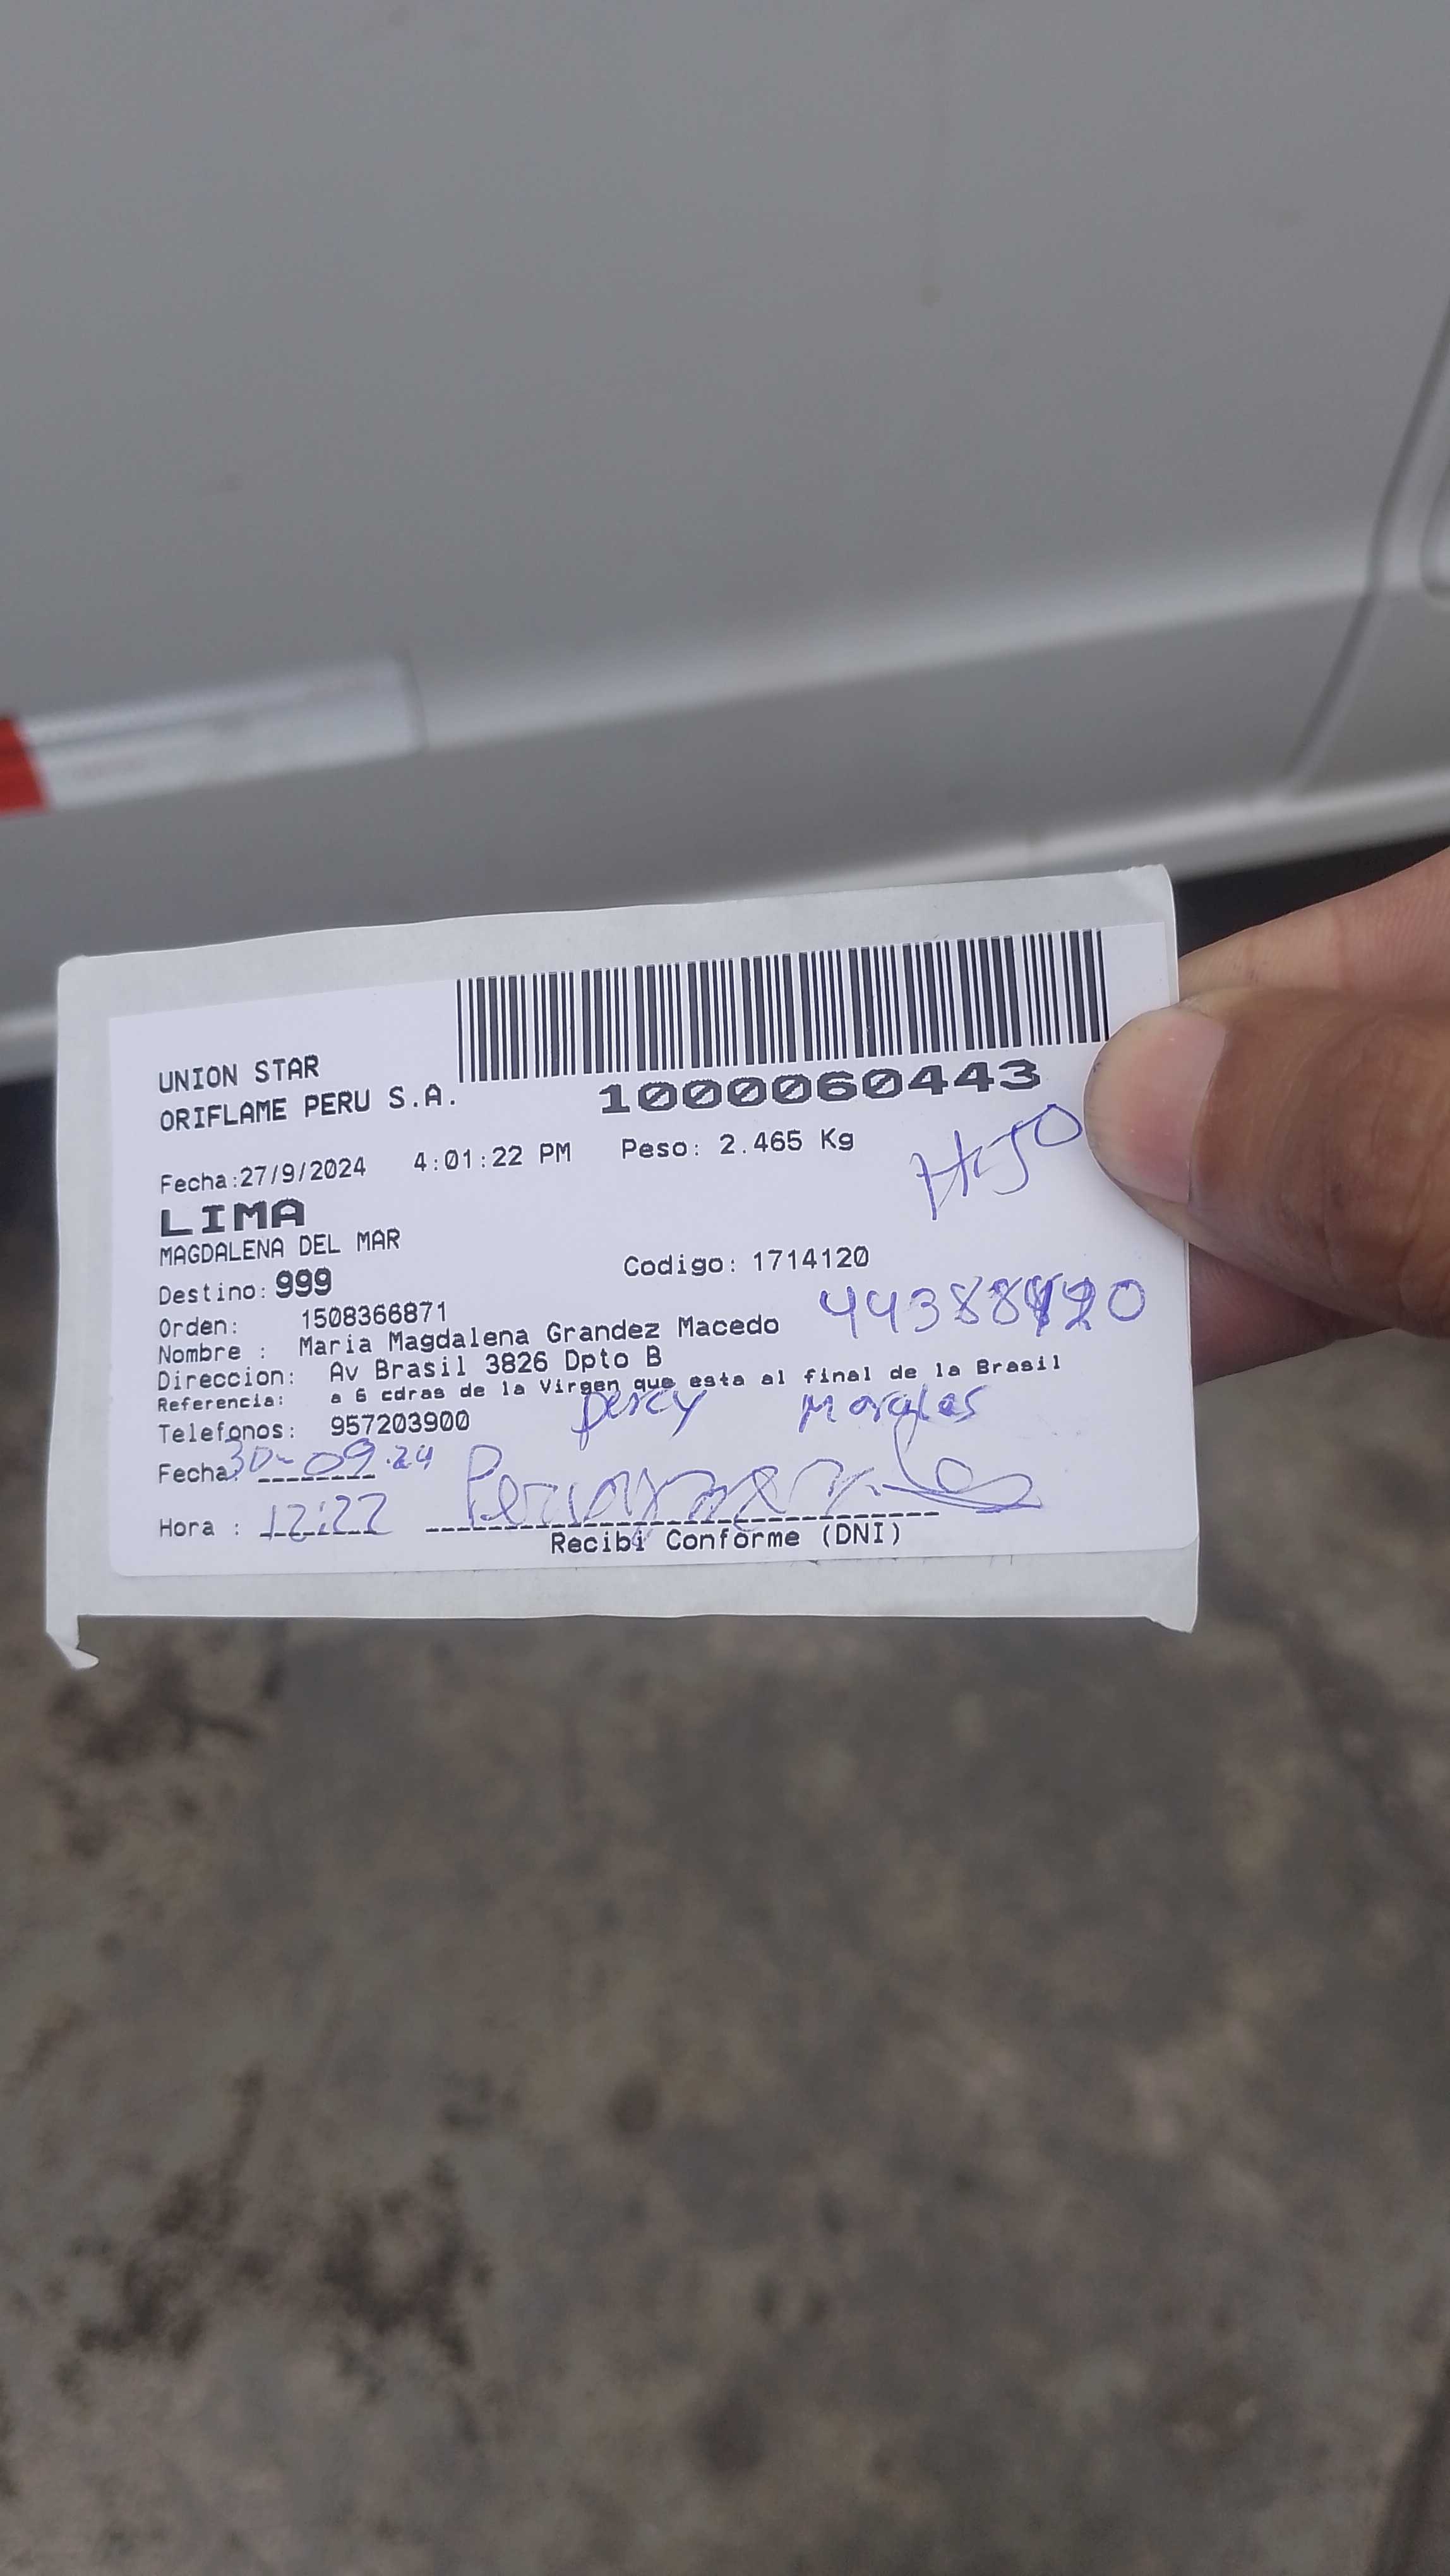 UNION STAR
ORIFLAME PERU S.A.
1000060443
Fecha:27/9/2024 4:01:22 PM Peso: 2.465 Kg
HIJO
LIMA
MAGDALENA DEL MAR
Destino: 999 Codigo: 1714120
Orden: 1508366871
Nombre : Maria Magdalena Grandez Macedo
Direccion: Av Brasil 3826 Dpto B
Referencia: a 6 cdras de la Virgen que esta al final de la Brasil
Telefonos: 957203900
Percy Morales
Fecha: 30-09-24
Hora : 12:22
Recibi Conforme (DNI)